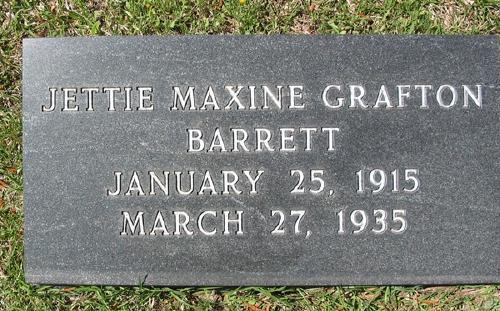 JETTIE MAXINE GRAFTON
BARRETT
JANUARY 25, 1915
MARCH 27, 1935